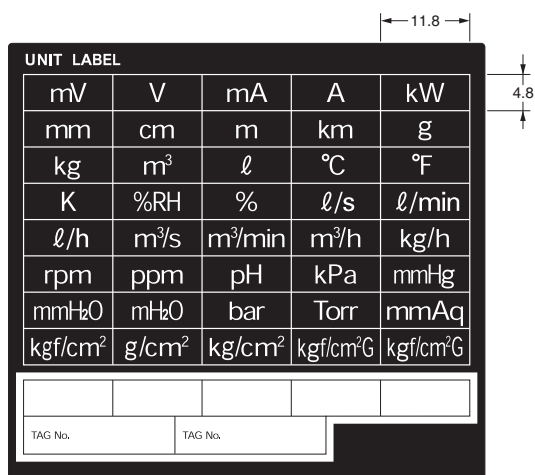 11.8
UNIT LABEL
4.8
mV V mA A kW
mm cm m km g
kg m³ ℓ °C °F
K %RH % ℓ/s ℓ/min
ℓ/h m³/s m³/min m³/h kg/h
rpm ppm pH kPa mmHg
mmH₂O mH₂O bar Torr mmAq
kgf/cm² g/cm² kg/cm² kgf/cm²G kgf/cm²G
TAG No. TAG No.